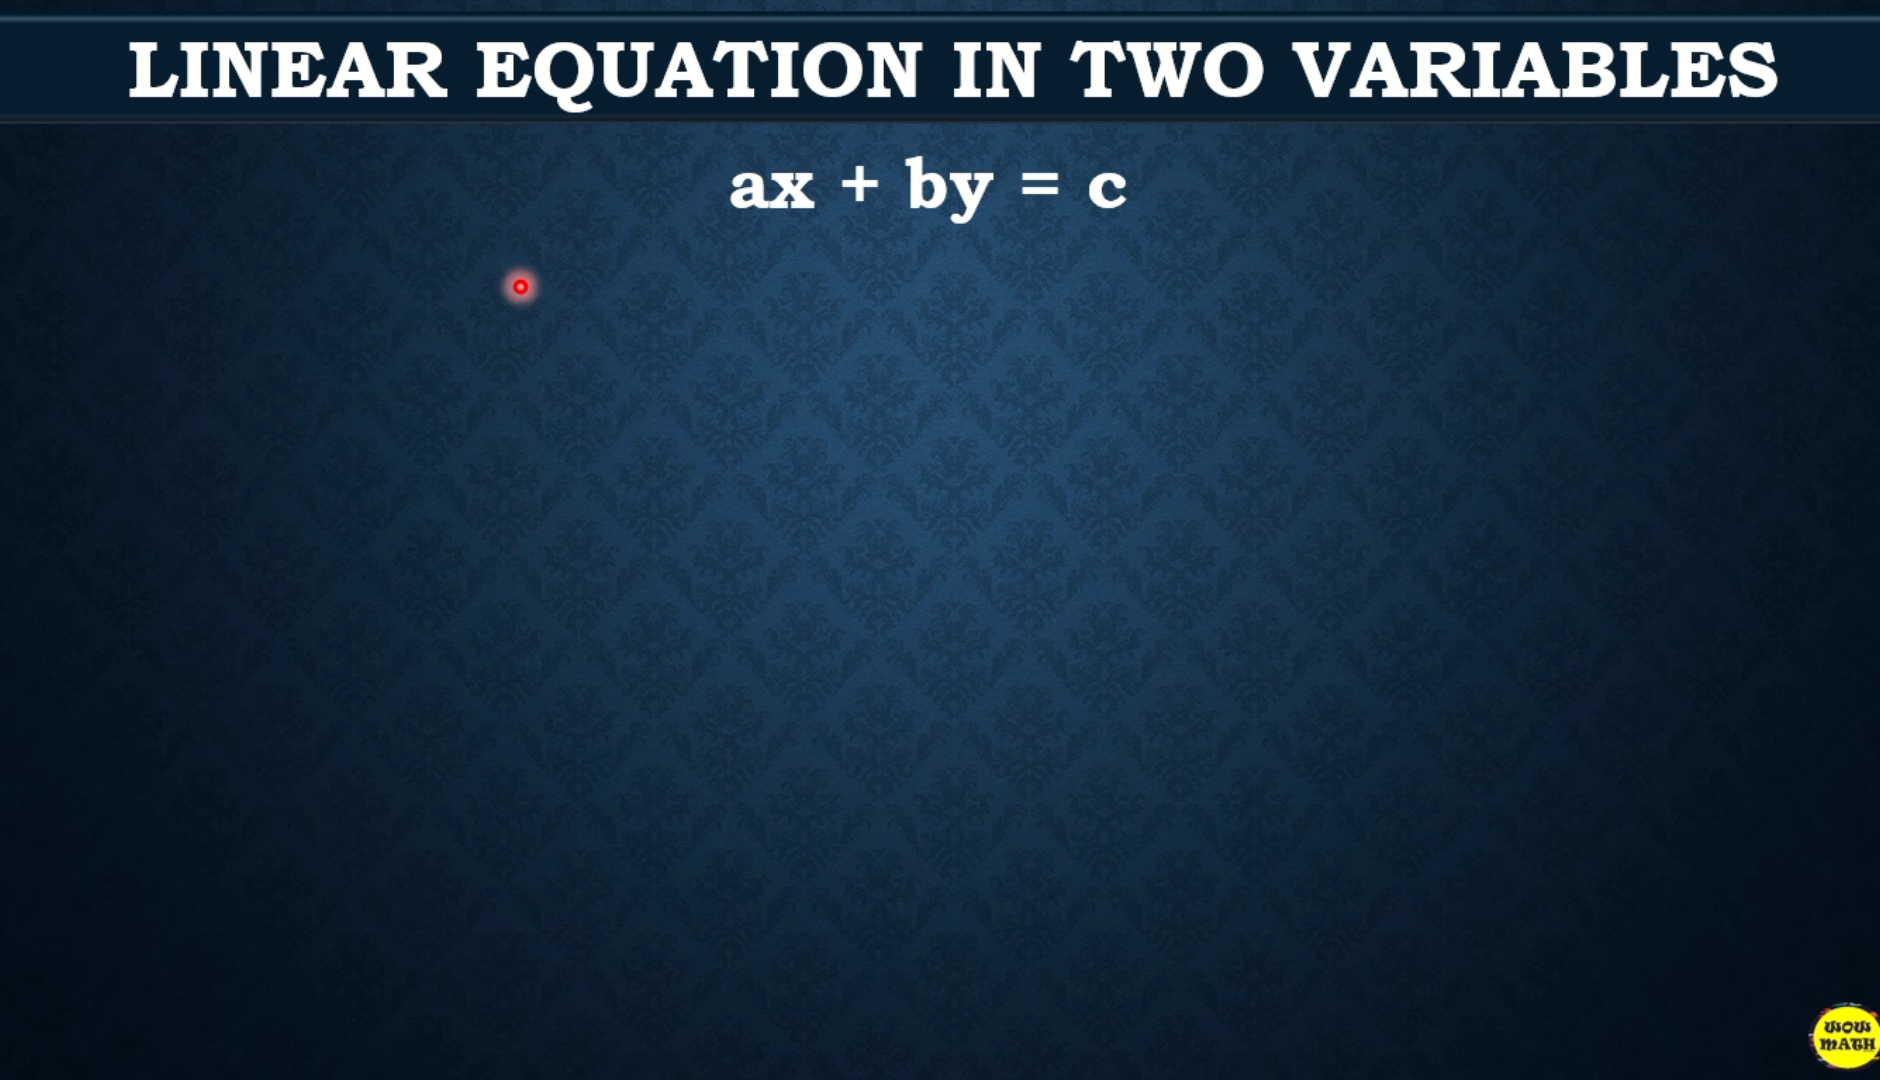 LINEAR EQUATION IN TWO VARIABLES
ax + by = c
WOW
MATH